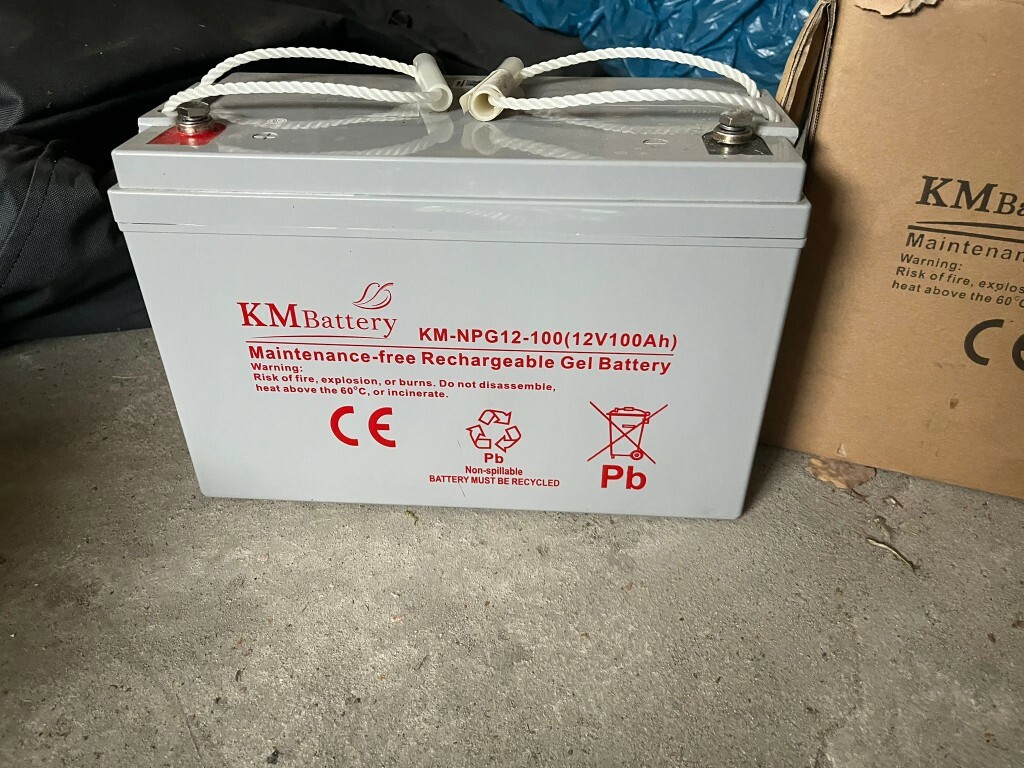 KMBattery
KM-NPG12-100(12V100Ah)
Maintenance-free Rechargeable Gel Battery
Warning:
Risk of fire, explosion, or burns. Do not disassemble,
heat above the 60°C, or incinerate.
CE
Pb
Non-spillable
BATTERY MUST BE RECYCLED
Pb
KMBa
Maintenan
Warning:
Risk of fire, explos
heat above the 60°C
CE